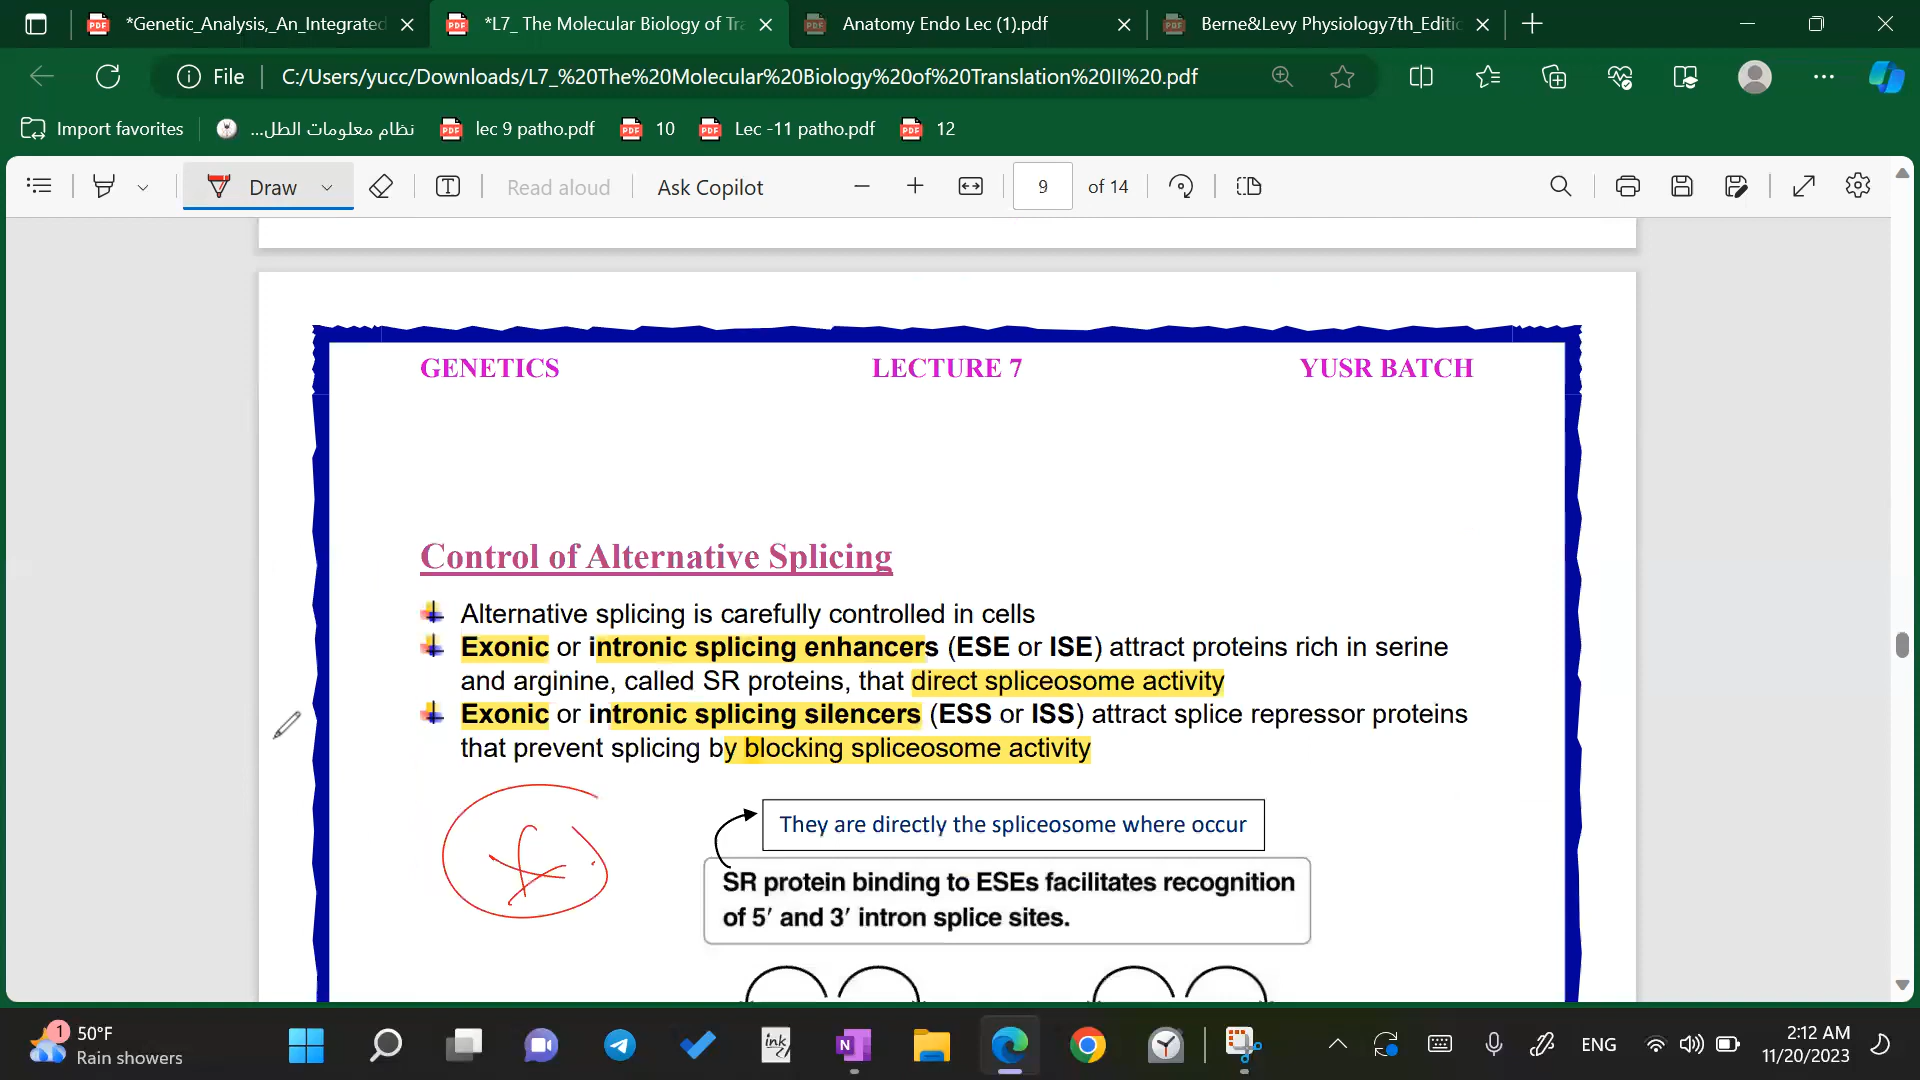 *Genetic_Analysis,_An_Integrated
*L7_ The Molecular Biology of Tra
Anatomy Endo Lec (1).pdf
Berne&Levy Physiology7th_Editio
File
C:/Users/yucc/Downloads/L7_%20The%20Molecular%20Biology%20of%20Translation%20II%20.pdf
Import favorites
نظام معلومات الطل...
lec 9 patho.pdf
10
Lec -11 patho.pdf
12
Draw
Read aloud
Ask Copilot
9
of 14
GENETICS
LECTURE 7
YUSR BATCH
Control of Alternative Splicing
Alternative splicing is carefully controlled in cells
Exonic or intronic splicing enhancers (ESE or ISE) attract proteins rich in serine
and arginine, called SR proteins, that direct spliceosome activity
Exonic or intronic splicing silencers (ESS or ISS) attract splice repressor proteins
that prevent splicing by blocking spliceosome activity
They are directly the spliceosome where occur
SR protein binding to ESEs facilitates recognition
of 5′ and 3′ intron splice sites.
1
50°F
Rain showers
ENG
2:12 AM
11/20/2023